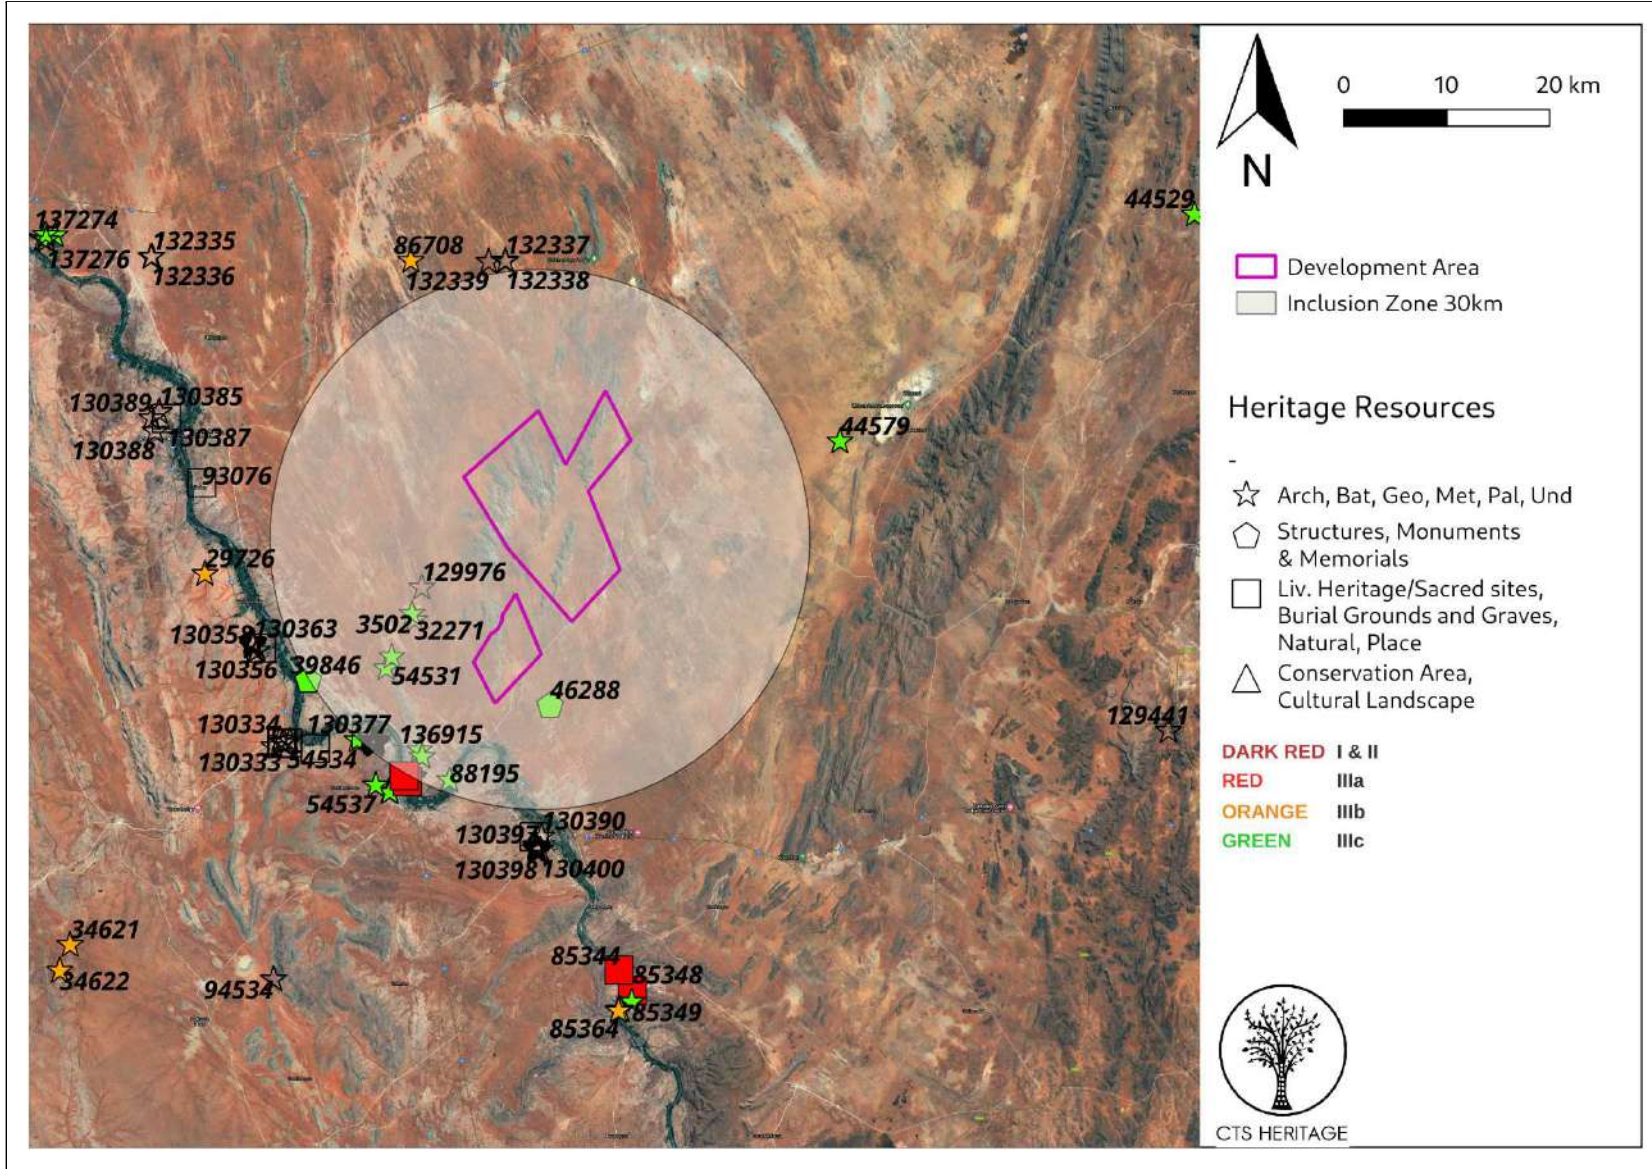 137274
137276
132335
132336
86708
132337
132339
132338
44529
130389
130385
130387
130388
93076
44579
29726
129976
3502
32271
130363
130356
39846
54531
46288
130334
130377
130333
54534
136915
88195
54537
129441
130397
130390
130398
130400
34621
34622
94534
85344
85348
85349
85364
N
0 10 20 km
Development Area
Inclusion Zone 30km
Heritage Resources
-
Arch, Bat, Geo, Met, Pal, Und
Structures, Monuments
& Memorials
Liv. Heritage/Sacred sites,
Burial Grounds and Graves,
Natural, Place
Conservation Area,
Cultural Landscape
DARK RED I & II
RED IIIa
ORANGE IIIb
GREEN IIIc
CTS HERITAGE